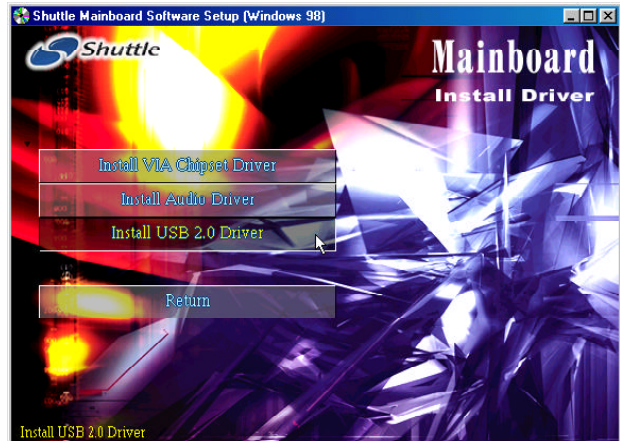 Shuttle Mainboard Software Setup (Windows 98)
Shuttle
Mainboard
Install Driver
Install VIA Chipset Driver
Install Audio Driver
Install USB 2.0 Driver
Return
Install USB 2.0 Driver